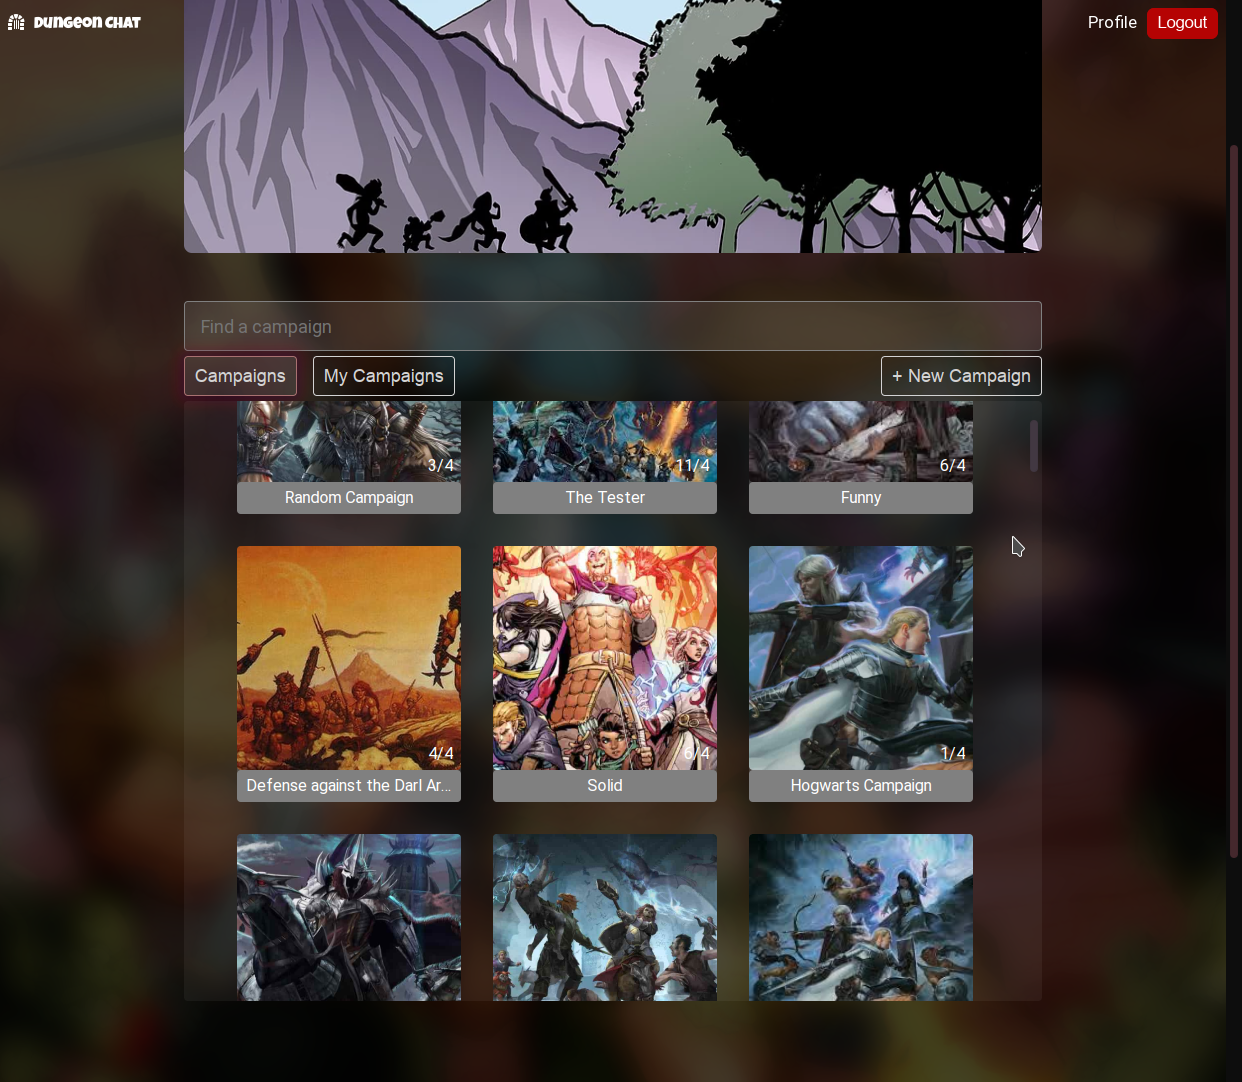 DUNGEON CHAT
Profile
Logout
Find a campaign
Campaigns
My Campaigns
+ New Campaign
3/4
11/4
6/4
Random Campaign
The Tester
Funny
4/4
6/4
1/4
Defense against the Darl Ar...
Solid
Hogwarts Campaign